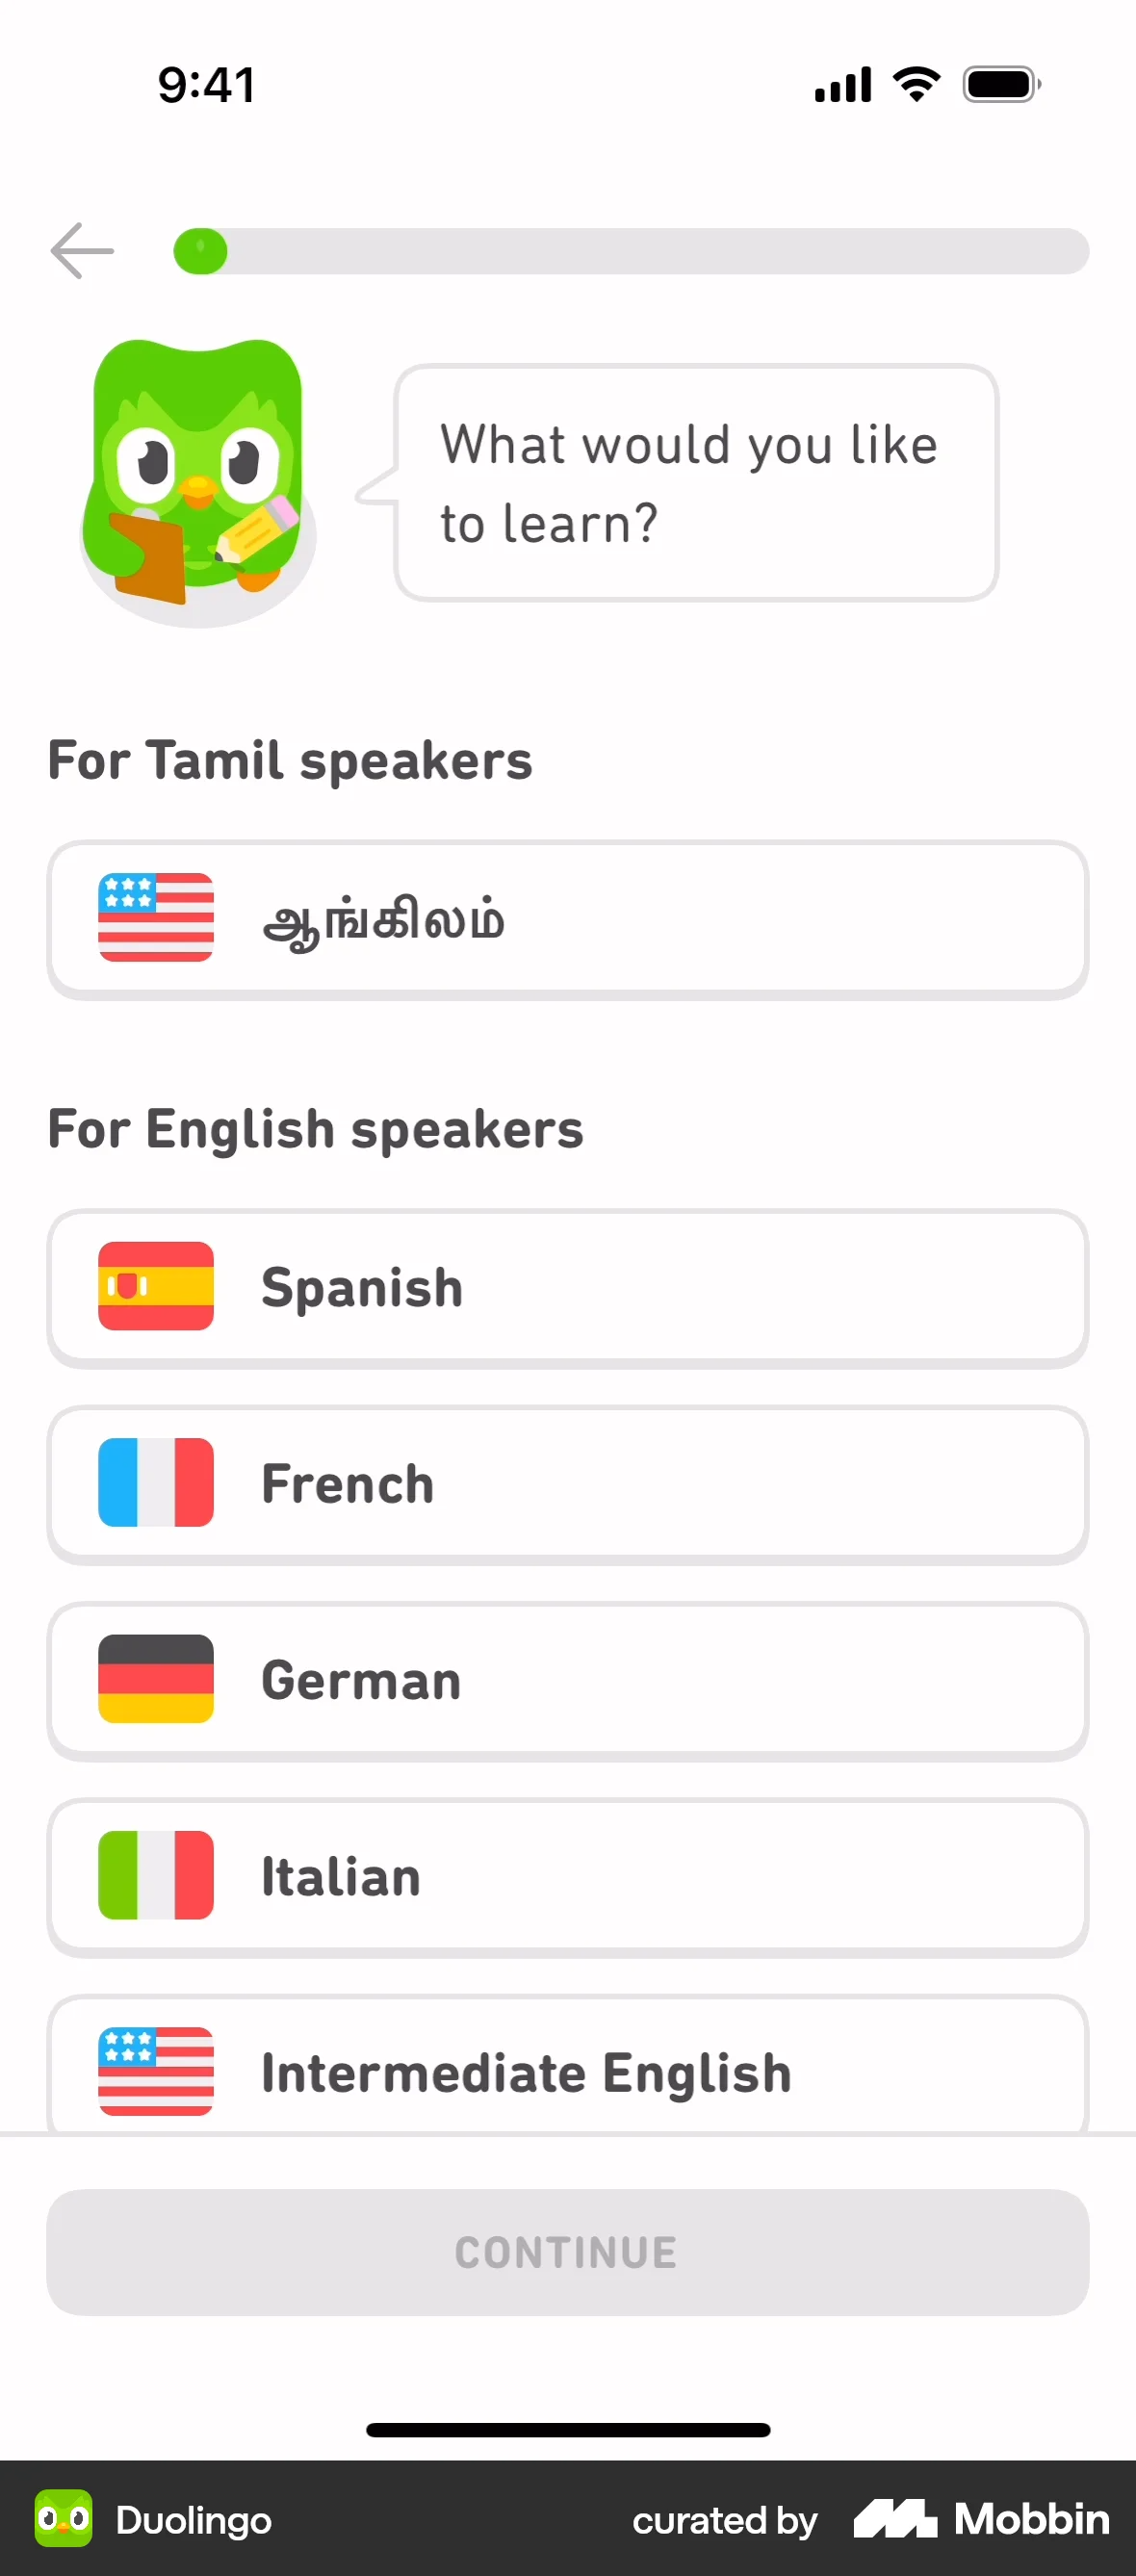 9:41
What would you like
to learn?
For Tamil speakers
ஆங்கிலம்
For English speakers
Spanish
French
German
Italian
Intermediate English
CONTINUE
Duolingo
curated by Mobbin